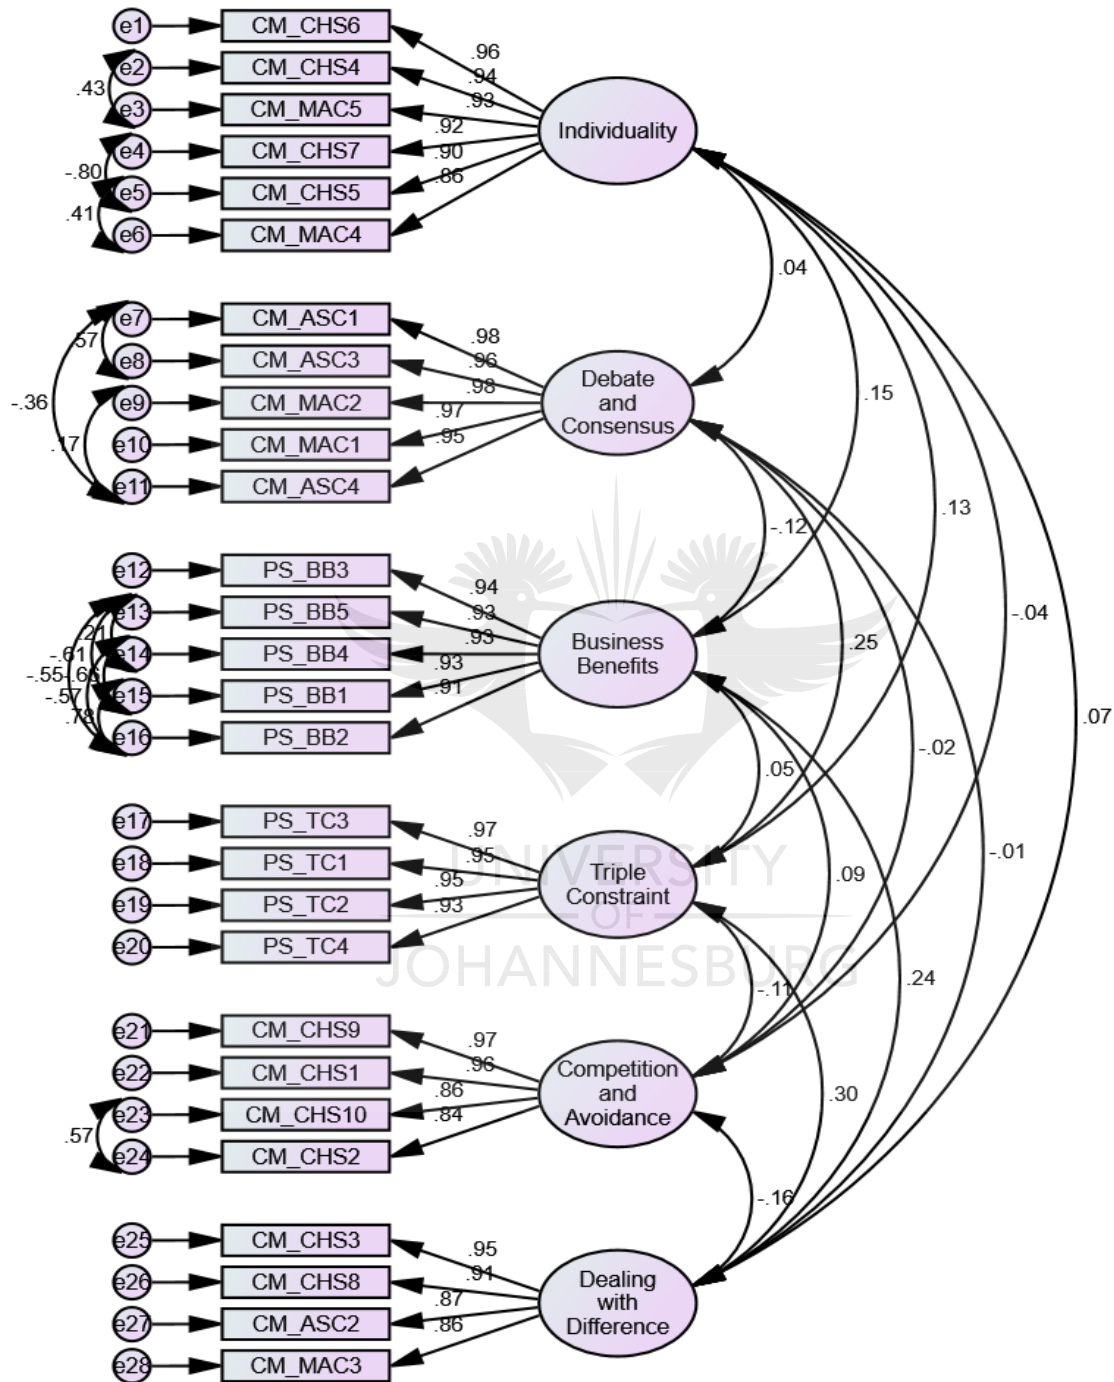 e1 CM_CHS6 .96
e2 CM_CHS4 .94
.43
e3 CM_MAC5 .93
Individuality
e4 CM_CHS7 .92
-.80
e5 CM_CHS5 .90
.41
e6 CM_MAC4 .86
.04
e7 CM_ASC1 .98
.57
e8 CM_ASC3 .96
Debate
and
Consensus
-.36
e9 CM_MAC2 .98
.15
e10 CM_MAC1 .97
.17
e11 CM_ASC4 .95
.13
-.12
e12 PS_BB3 .94
e13 PS_BB5 .93
-.04
.21
e14 PS_BB4 .93
Business
Benefits
.25
-.61
-.55
-.57
e15 PS_BB1 .93
.78
e16 PS_BB2 .91
.07
-.02
.05
e17 PS_TC3 .97
e18 PS_TC1 .95
UNIVERSITY
-.01
Triple
Constraint
.09
e19 PS_TC2 .95
OF
e20 PS_TC4 .93
JOHANNESBURG
-.11
.24
e21 CM_CHS9 .97
e22 CM_CHS1 .96
Competition
and
Avoidance
.30
e23 CM_CHS10 .86
.57
e24 CM_CHS2 .84
-.16
e25 CM_CHS3 .95
e26 CM_CHS8 .91
Dealing
with
Difference
e27 CM_ASC2 .87
e28 CM_MAC3 .86